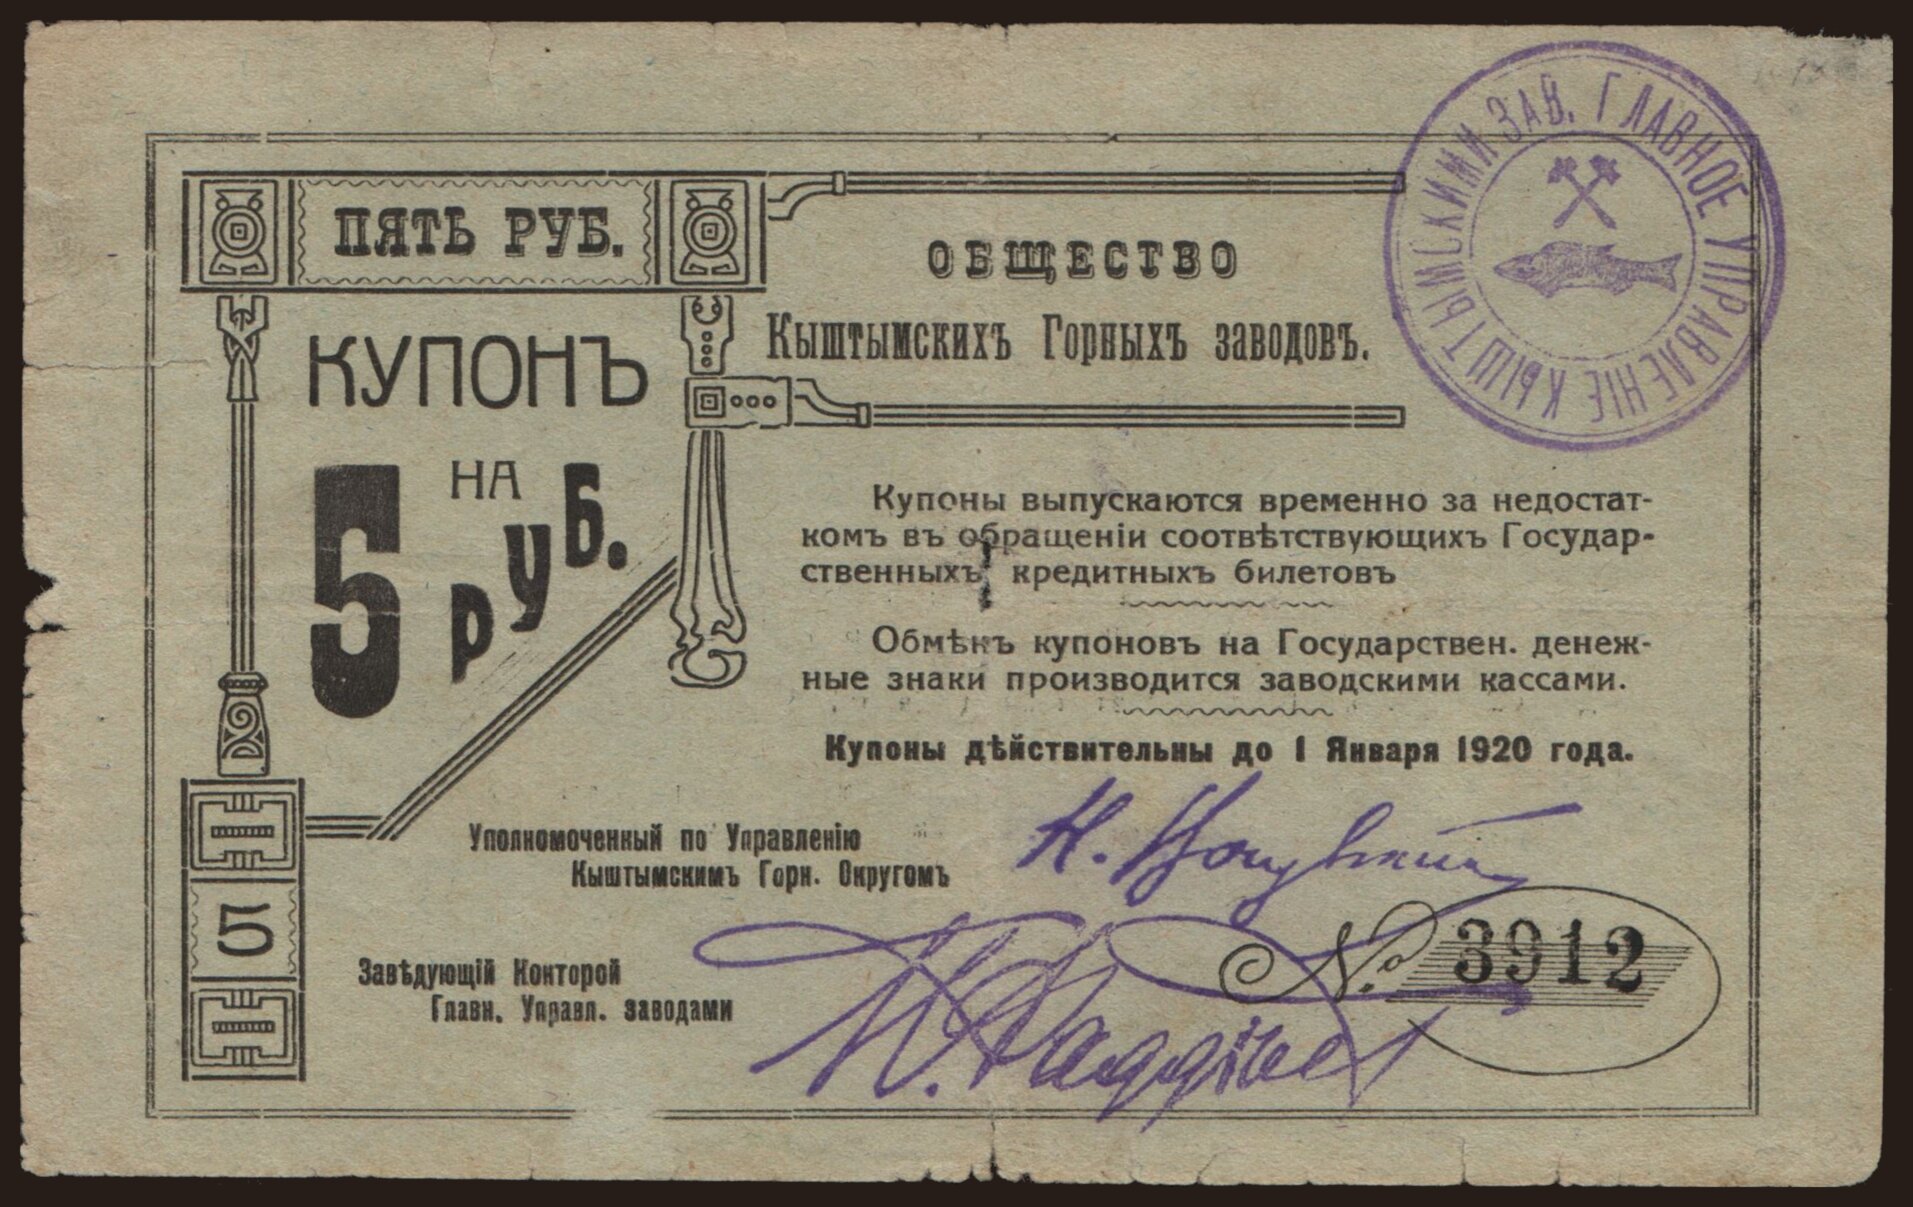 ПЯТЬ РУБ.
КУПОНЪ
НА
5 РУБ.
5
ОБЩЕСТВО
Кыштымскихъ Горныхъ заводовъ.
ГЛАВНОЕ УПРАВЛЕНІЕ КЫШТЫМСКИМИ ЗАВ.
Купоны выпускаются временно за недостат-
комъ въ обращеніи соотвѣтствующихъ Государ-
ственныхъ кредитныхъ билетовъ
Обмѣнъ купоновъ на Государствен. денеж-
ные знаки производится заводскими кассами.
Купоны дѣйствительны до 1 Января 1920 года.
Уполномоченный по Управленію
Кыштымскимъ Горн. Округомъ
Завѣдующій Конторой
Главн. Управл. заводами
№ 3912